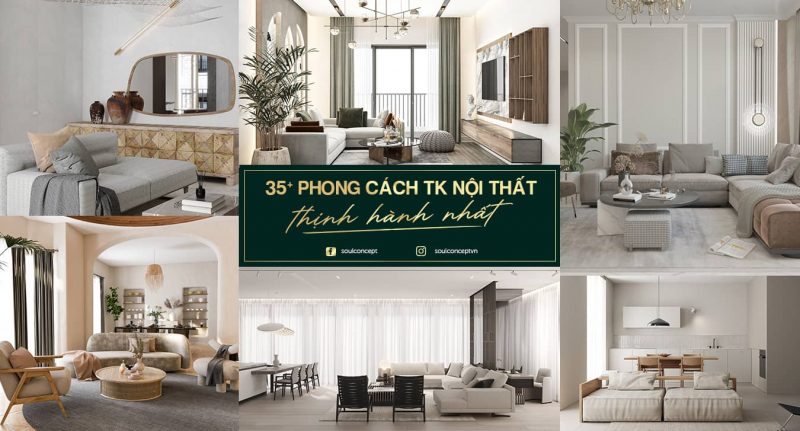 35+ PHONG CÁCH TK NỘI THẤT
thịnh hành nhất
soulconcept
soulconceptvn